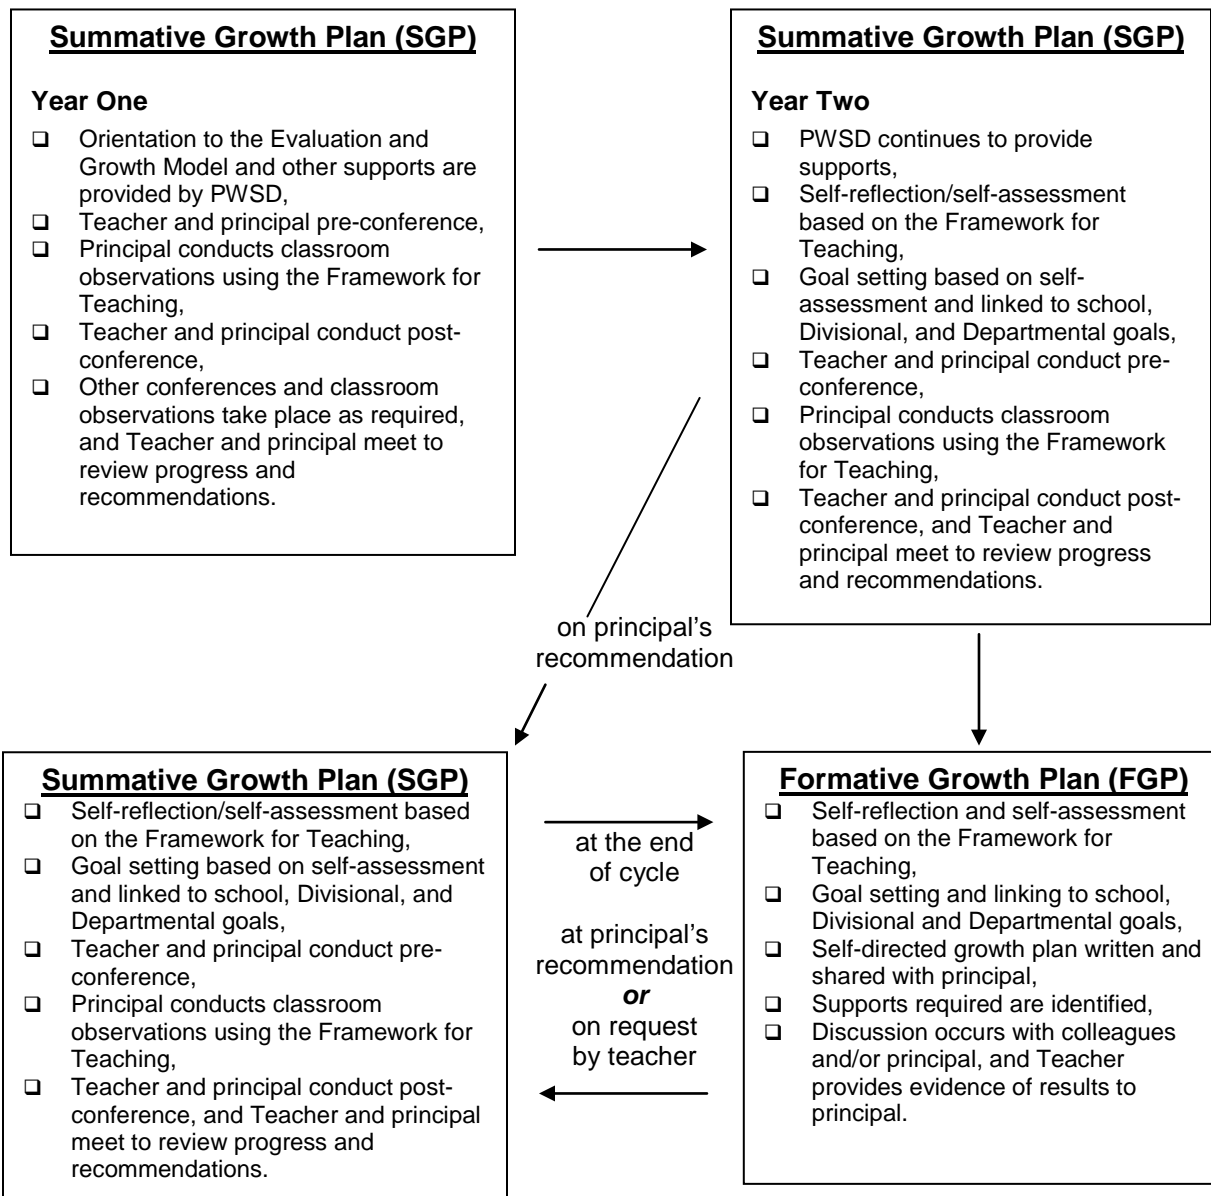 Summative Growth Plan (SGP)
Year One
❑ Orientation to the Evaluation and
Growth Model and other supports are
provided by PWSD,
❑ Teacher and principal pre-conference,
❑ Principal conducts classroom
observations using the Framework for
Teaching,
❑ Teacher and principal conduct post-
conference,
❑ Other conferences and classroom
observations take place as required,
and Teacher and principal meet to
review progress and
recommendations.
Summative Growth Plan (SGP)
Year Two
❑ PWSD continues to provide
supports,
❑ Self-reflection/self-assessment
based on the Framework for
Teaching,
❑ Goal setting based on self-
assessment and linked to school,
Divisional, and Departmental goals,
❑ Teacher and principal conduct pre-
conference,
❑ Principal conducts classroom
observations using the Framework
for Teaching,
❑ Teacher and principal conduct post-
conference, and Teacher and
principal meet to review progress
and recommendations.
on principal's
recommendation
Summative Growth Plan (SGP)
❑ Self-reflection/self-assessment based
on the Framework for Teaching,
❑ Goal setting based on self-assessment
and linked to school, Divisional, and
Departmental goals,
❑ Teacher and principal conduct pre-
conference,
❑ Principal conducts classroom
observations using the Framework for
Teaching,
❑ Teacher and principal conduct post-
conference, and Teacher and principal
meet to review progress and
recommendations.
at the end
of cycle
at principal's
recommendation
or
on request
by teacher
Formative Growth Plan (FGP)
❑ Self-reflection and self-assessment
based on the Framework for
Teaching,
❑ Goal setting and linking to school,
Divisional and Departmental goals,
❑ Self-directed growth plan written and
shared with principal,
❑ Supports required are identified,
❑ Discussion occurs with colleagues
and/or principal, and Teacher
provides evidence of results to
principal.